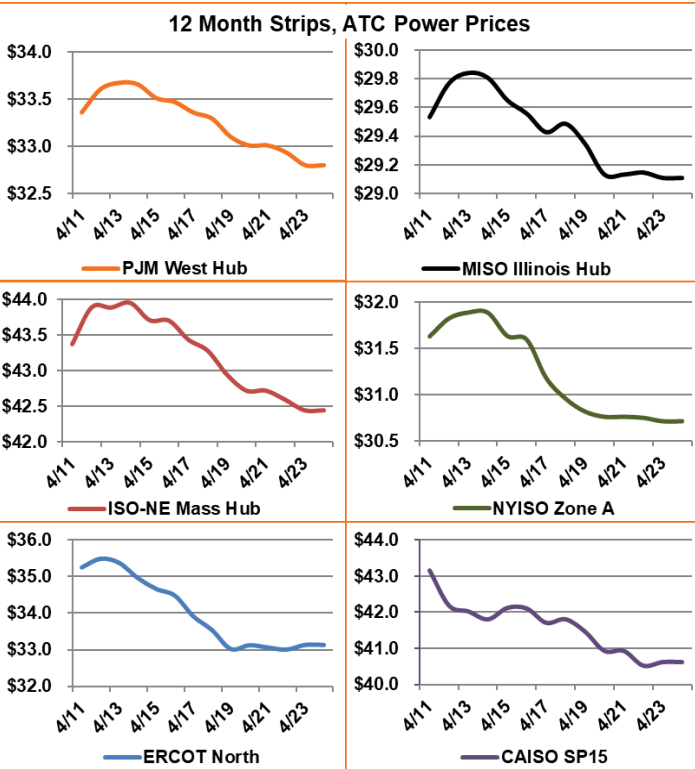 12 Month Strips, ATC Power Prices
$34.0
$33.5
$33.0
$32.5
4/11 4/13 4/15 4/17 4/19 4/21 4/23
PJM West Hub
$30.0
$29.8
$29.6
$29.4
$29.2
$29.0
4/11 4/13 4/15 4/17 4/19 4/21 4/23
MISO Illinois Hub
$44.0
$43.5
$43.0
$42.5
$42.0
4/11 4/13 4/15 4/17 4/19 4/21 4/23
ISO-NE Mass Hub
$32.0
$31.5
$31.0
$30.5
4/11 4/13 4/15 4/17 4/19 4/21 4/23
NYISO Zone A
$36.0
$35.0
$34.0
$33.0
$32.0
4/11 4/13 4/15 4/17 4/19 4/21 4/23
ERCOT North
$44.0
$43.0
$42.0
$41.0
$40.0
4/11 4/13 4/15 4/17 4/19 4/21 4/23
CAISO SP15